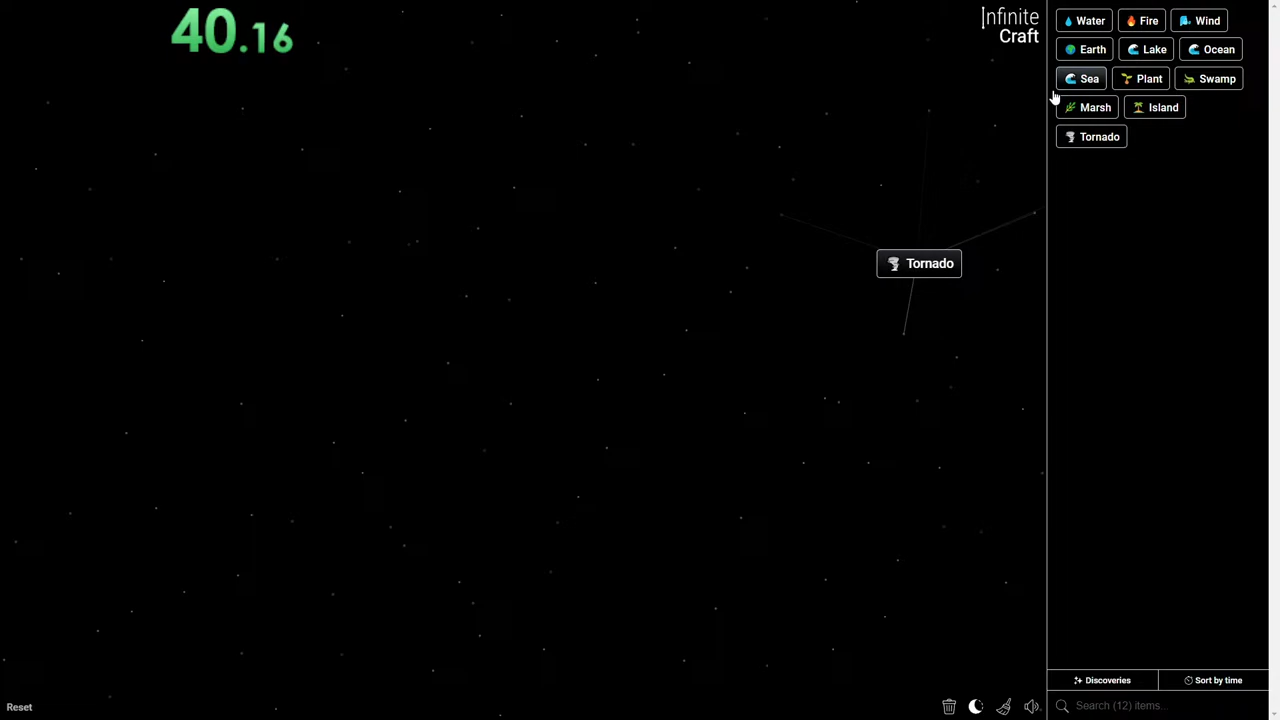 40.16
Infinite
Craft
Water Fire Wind
Earth Lake Ocean
Sea Plant Swamp
Marsh Island
Tornado
Tornado
Discoveries Sort by time
Search (12) items...
Reset